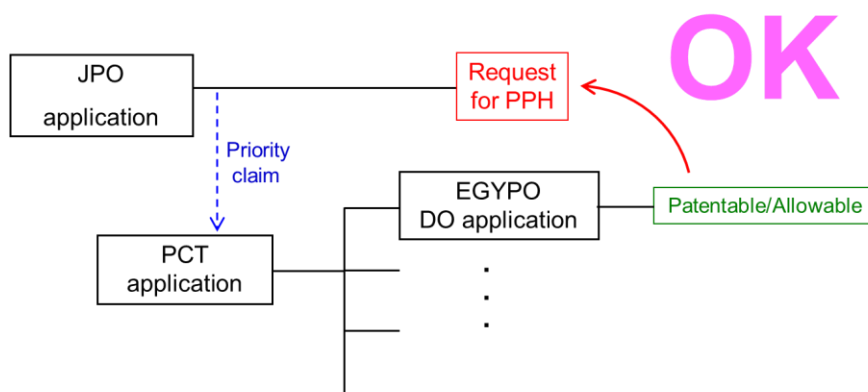 OK
JPO
application
Request
for PPH
Priority
claim
EGYPO
DO application
Patentable/Allowable
PCT
application